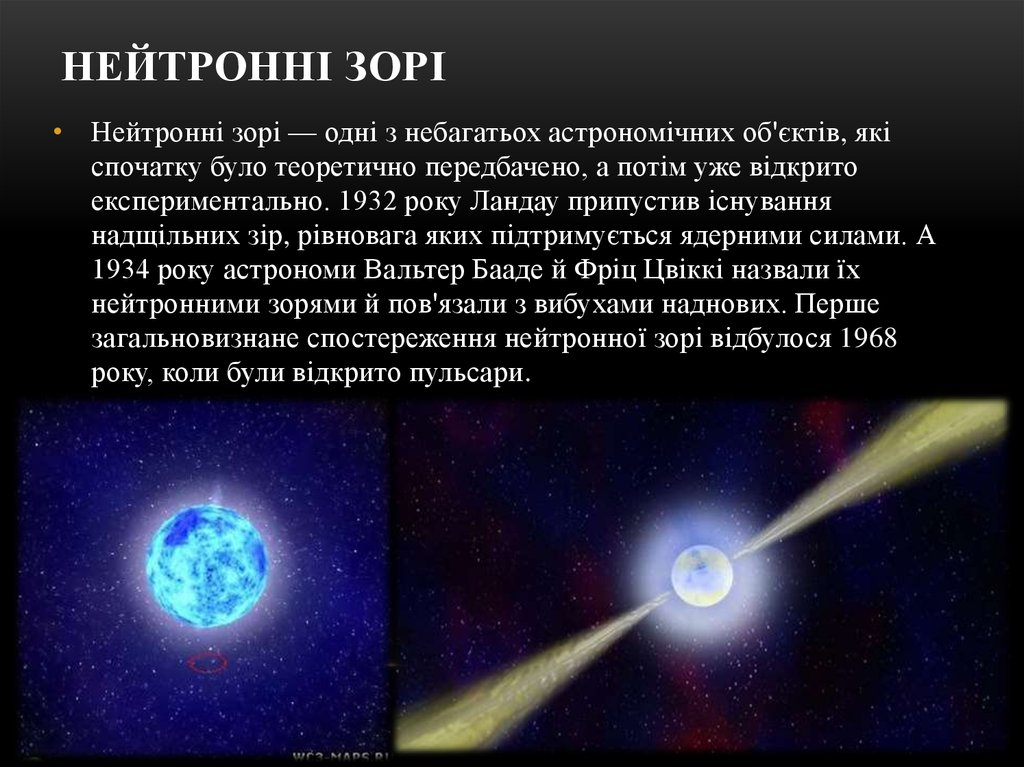 НЕЙТРОННІ ЗОРІ
• Нейтронні зорі — одні з небагатьох астрономічних об'єктів, які
спочатку було теоретично передбачено, а потім уже відкрито
експериментально. 1932 року Ландау припустив існування
надщільних зір, рівновага яких підтримується ядерними силами. А
1934 року астрономи Вальтер Бааде й Фріц Цвіккі назвали їх
нейтронними зорями й пов'язали з вибухами наднових. Перше
загальновизнане спостереження нейтронної зорі відбулося 1968
року, коли були відкрито пульсари.